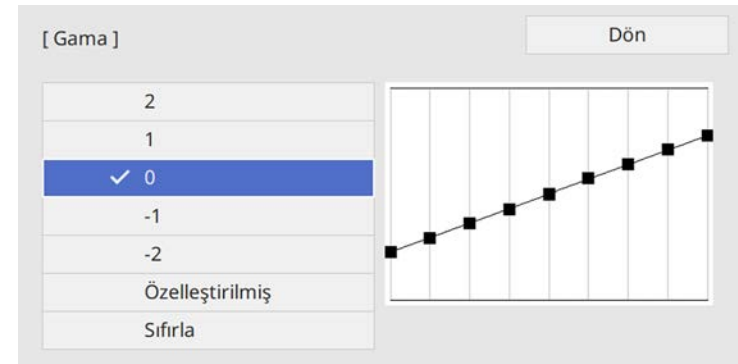 [ Gama ]
Dön
2
1
0
-1
-2
Özelleştirilmiş
Sıfırla